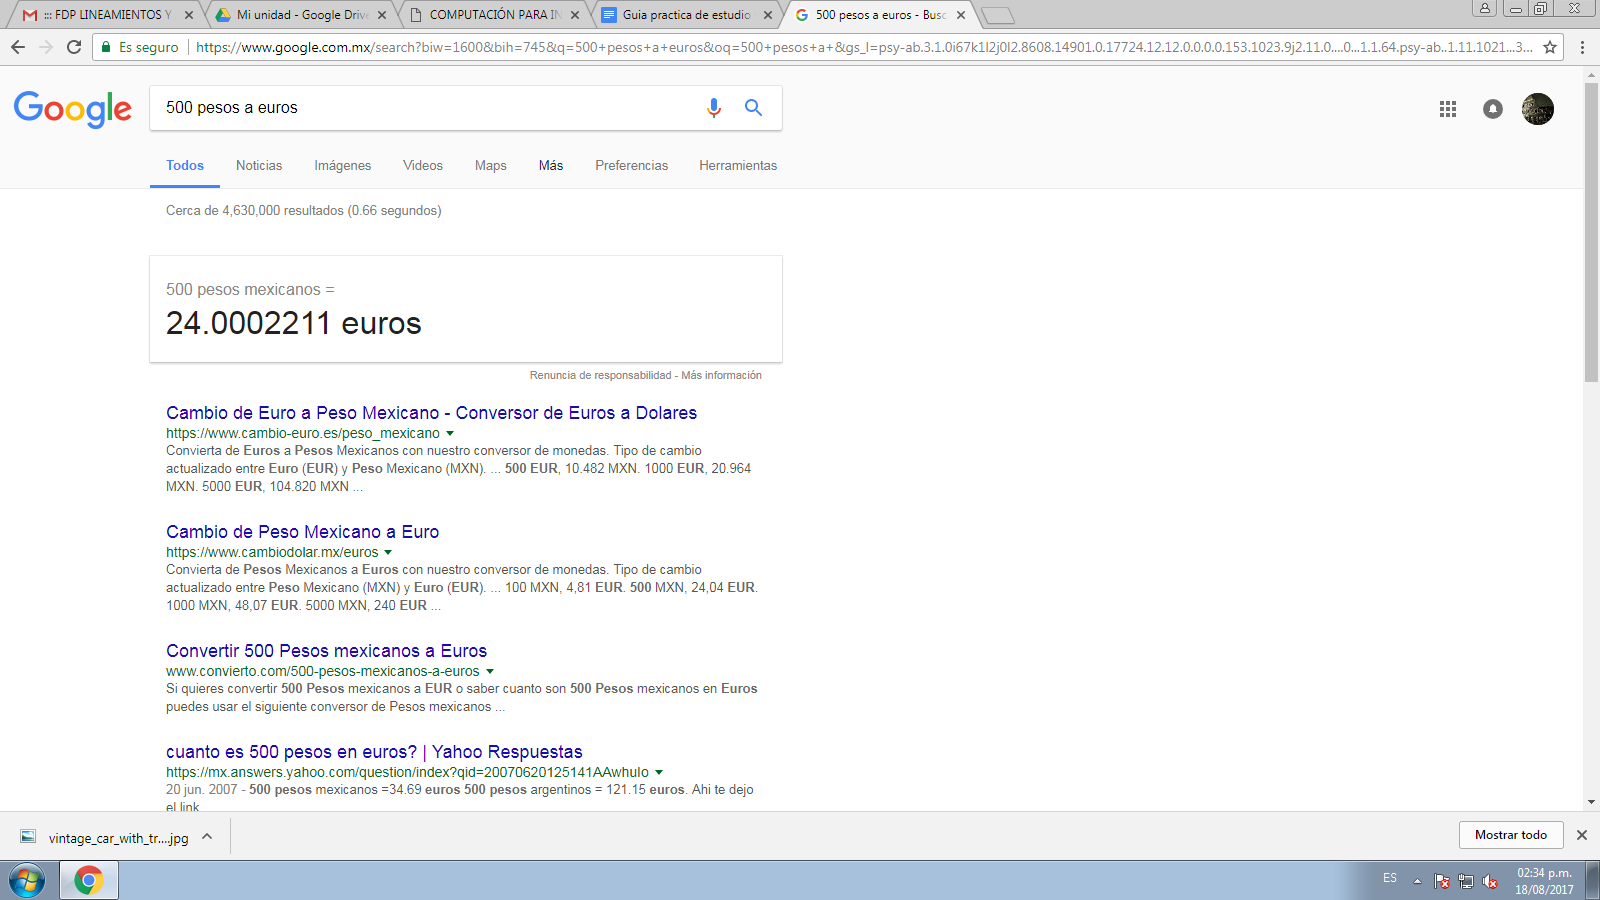 ::: FDP LINEAMIENTOS Y
Mi unidad - Google Drive
COMPUTACIÓN PARA IN
Guia practica de estudio
500 pesos a euros - Busc
Es seguro
https://www.google.com.mx/search?biw=1600&bih=745&q=500+pesos+a+euros&oq=500+pesos+a+&gs_l=psy-ab.3.1.0i67k1l2j0l2.8608.14901.0.17724.12.12.0.0.0.0.153.1023.9j2.11.0....0...1.1.64.psy-ab..1.11.1021...3...
Google
500 pesos a euros
Todos
Noticias
Imágenes
Videos
Maps
Más
Preferencias
Herramientas
Cerca de 4,630,000 resultados (0.66 segundos)
500 pesos mexicanos =
24.0002211 euros
Renuncia de responsabilidad - Más información
Cambio de Euro a Peso Mexicano - Conversor de Euros a Dolares
https://www.cambio-euro.es/peso_mexicano
Convierta de Euros a Pesos Mexicanos con nuestro conversor de monedas. Tipo de cambio
actualizado entre Euro (EUR) y Peso Mexicano (MXN). ... 500 EUR, 10.482 MXN. 1000 EUR, 20.964
MXN. 5000 EUR, 104.820 MXN ...
Cambio de Peso Mexicano a Euro
https://www.cambiodolar.mx/euros
Convierta de Pesos Mexicanos a Euros con nuestro conversor de monedas. Tipo de cambio
actualizado entre Peso Mexicano (MXN) y Euro (EUR). ... 100 MXN, 4,81 EUR. 500 MXN, 24,04 EUR.
1000 MXN, 48,07 EUR. 5000 MXN, 240 EUR ...
Convertir 500 Pesos mexicanos a Euros
www.convierto.com/500-pesos-mexicanos-a-euros
Si quieres convertir 500 Pesos mexicanos a EUR o saber cuanto son 500 Pesos mexicanos en Euros
puedes usar el siguiente conversor de Pesos mexicanos ...
cuanto es 500 pesos en euros? | Yahoo Respuestas
https://mx.answers.yahoo.com/question/index?qid=20070620125141AAwhulo
20 jun. 2007 - 500 pesos mexicanos =34.69 euros 500 pesos argentinos = 121.15 euros. Ahi te dejo
el link
vintage_car_with_tr....jpg
Mostrar todo
ES
02:34 p.m.
18/08/2017